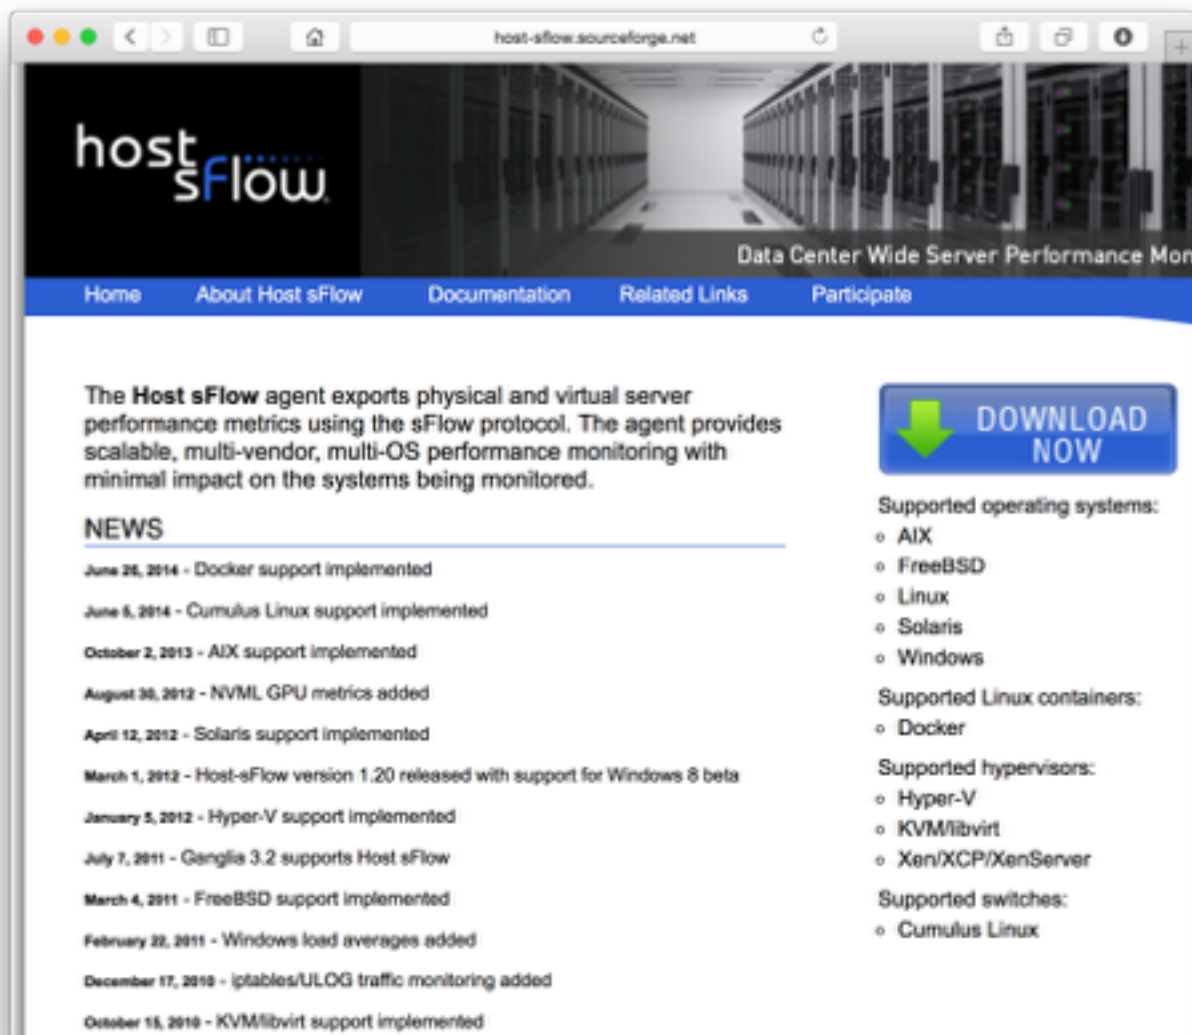 host-sflow.sourceforge.net
host
sFlow
Data Center Wide Server Performance Mon
Home About Host sFlow Documentation Related Links Participate
The Host sFlow agent exports physical and virtual server
performance metrics using the sFlow protocol. The agent provides
scalable, multi-vendor, multi-OS performance monitoring with
minimal impact on the systems being monitored.
NEWS
June 26, 2014 - Docker support implemented
June 5, 2014 - Cumulus Linux support implemented
October 2, 2013 - AIX support implemented
August 30, 2012 - NVML GPU metrics added
April 12, 2012 - Solaris support implemented
March 1, 2012 - Host-sFlow version 1.20 released with support for Windows 8 beta
January 5, 2012 - Hyper-V support implemented
July 7, 2011 - Ganglia 3.2 supports Host sFlow
March 4, 2011 - FreeBSD support implemented
February 22, 2011 - Windows load averages added
December 17, 2010 - iptables/ULOG traffic monitoring added
October 15, 2010 - KVM/libvirt support implemented
DOWNLOAD
NOW
Supported operating systems:
AIX
FreeBSD
Linux
Solaris
Windows
Supported Linux containers:
Docker
Supported hypervisors:
Hyper-V
KVM/libvirt
Xen/XCP/XenServer
Supported switches:
Cumulus Linux